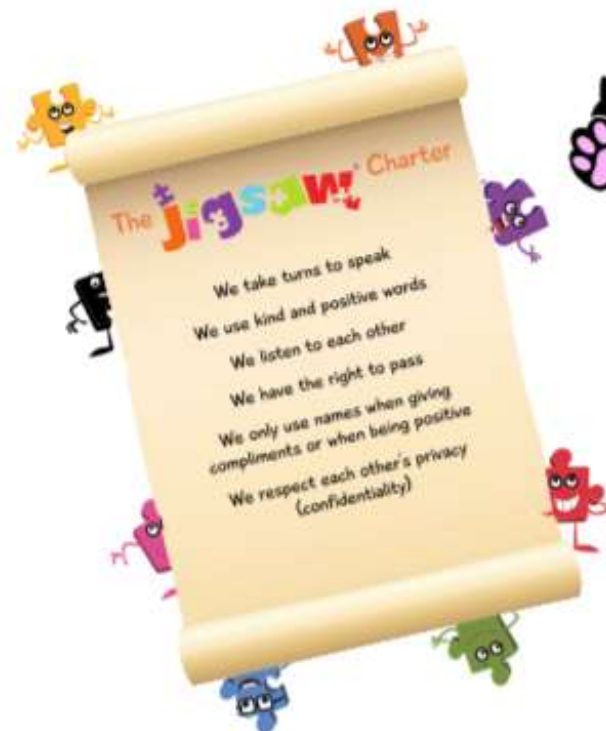 The Jigsaw Charter
We take turns to speak
We use kind and positive words
We listen to each other
We have the right to pass
We only use names when giving
compliments or when being positive
We respect each other's privacy
(confidentiality)